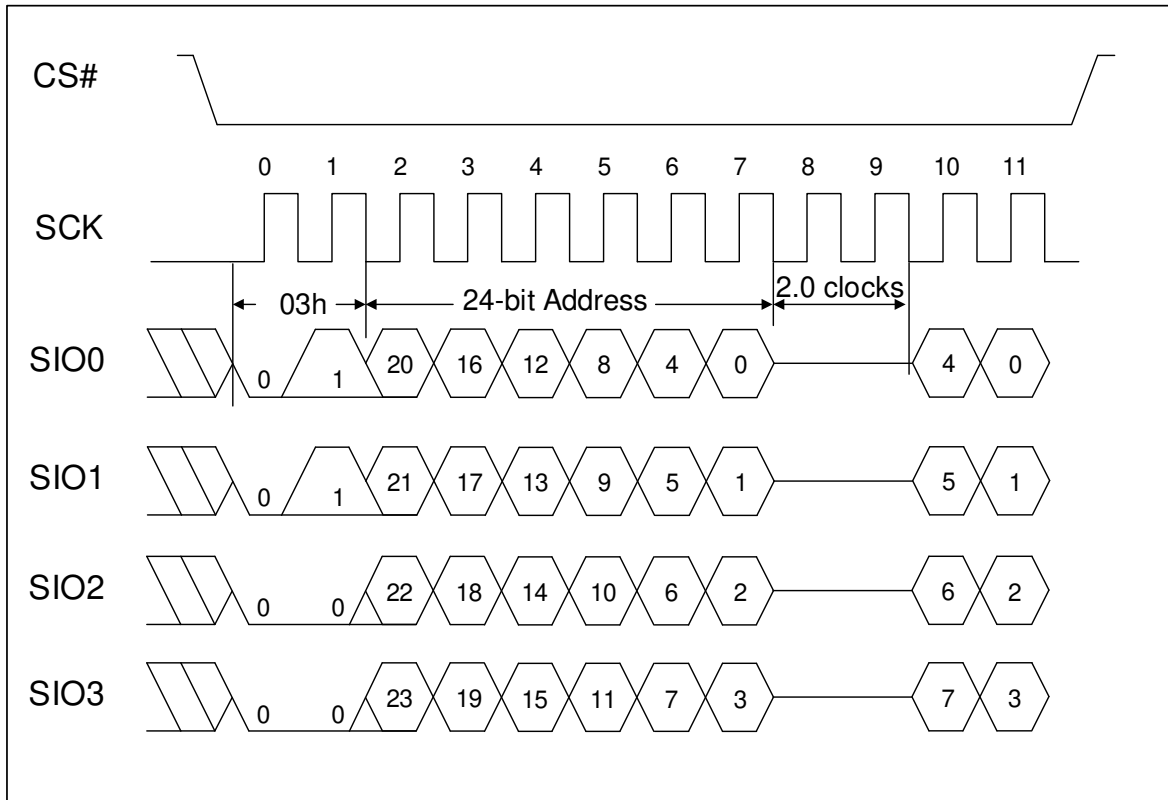 CS#
0 1 2 3 4 5 6 7 8 9 10 11
SCK
03h 24-bit Address 2.0 clocks
SIO0 0 1 20 16 12 8 4 0 4 0
SIO1 0 1 21 17 13 9 5 1 5 1
SIO2 0 0 22 18 14 10 6 2 6 2
SIO3 0 0 23 19 15 11 7 3 7 3